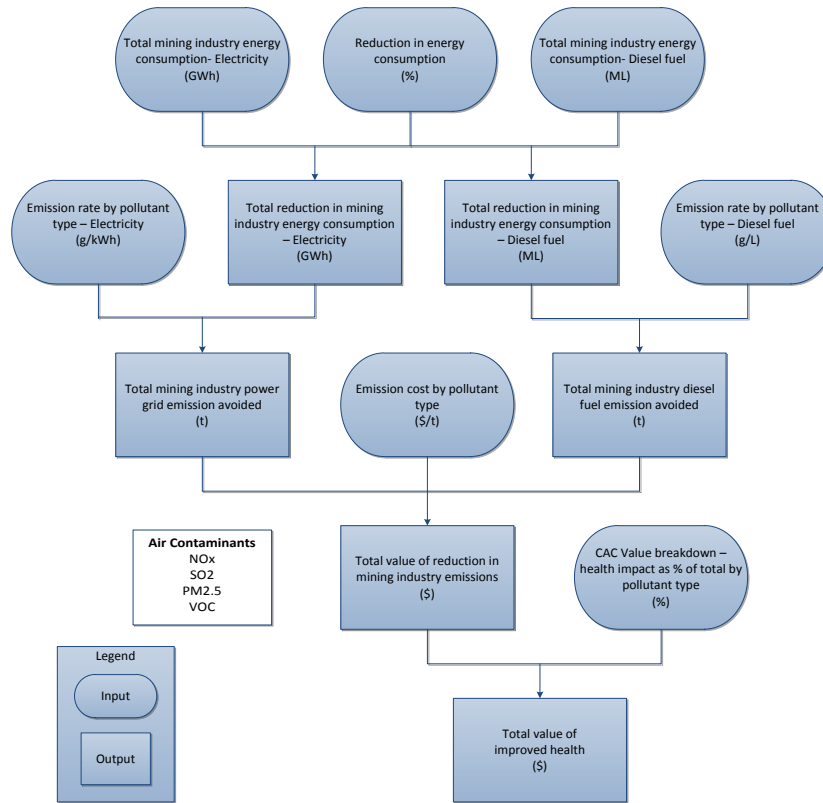 Total mining industry energy
consumption- Electricity
(GWh)
Reduction in energy
consumption
(%)
Total mining industry energy
consumption- Diesel fuel
(ML)
Emission rate by pollutant
type – Electricity
(g/kWh)
Total reduction in mining
industry energy consumption
– Electricity
(GWh)
Total reduction in mining
industry energy consumption
– Diesel fuel
(ML)
Emission rate by pollutant
type – Diesel fuel
(g/L)
Total mining industry power
grid emission avoided
(t)
Emission cost by pollutant
type
($/t)
Total mining industry diesel
fuel emission avoided
(t)
Air Contaminants
NOx
SO2
PM2.5
VOC
Total value of reduction in
mining industry emissions
($)
CAC Value breakdown –
health impact as % of total by
pollutant type
(%)
Legend
Input
Output
Total value of
improved health
($)